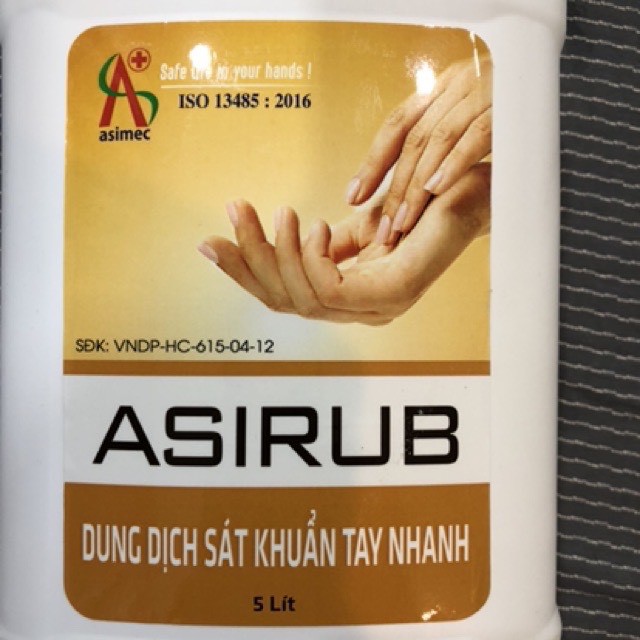 Safe life in your hands !
ISO 13485 : 2016
asimec
SĐK: VNDP-HC-615-04-12
ASIRUB
DUNG DỊCH SÁT KHUẨN TAY NHANH
5 Lít